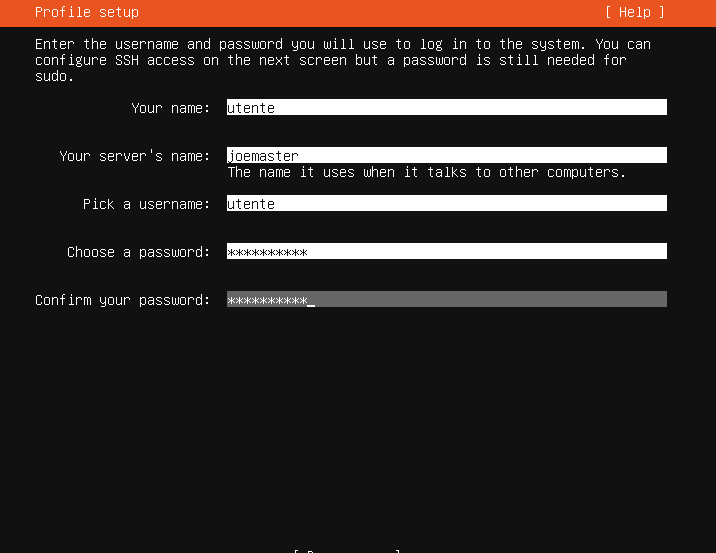 Profile setup [ Help ]
Enter the username and password you will use to log in to the system. You can
configure SSH access on the next screen but a password is still needed for
sudo.
Your name: utente
Your server's name: joemaster
The name it uses when it talks to other computers.
Pick a username: utente
Choose a password: **********
Confirm your password: **********_